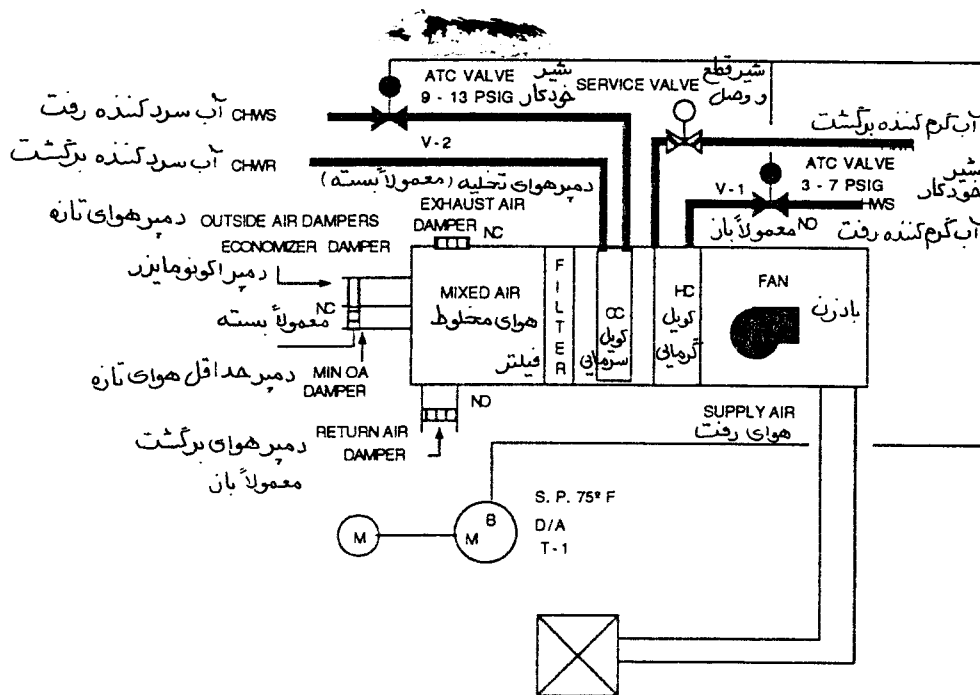 ATC VALVE شیر
9 - 13 PSIG خودکار
SERVICE VALVE شیر قطع
و وصل
آب سرد کننده رفت CHWS
آب گرم کننده برگشت
V-2
آب سرد کننده برگشت CHWR
ATC VALVE شیر
V-1 3 - 7 PSIG خودکار
دمپر هوای تخلیه (معمولاً بسته)
HWS
EXHAUST AIR
DAMPER NC
دمپر هوای تازه OUTSIDE AIR DAMPERS
معمولاً باز NO
آب گرم کننده رفت
ECONOMIZER DAMPER
دمپر اکونومایزر
NC
معمولاً بسته
MIXED AIR
هوای مخلوط
FILTER
فیلتر
CC
کویل
سرمایی
HC
کویل
گرمایی
FAN
بادزن
دمپر حداقل هوای تازه MIN OA
DAMPER
NO
دمپر هوای برگشت RETURN AIR
معمولاً باز DAMPER
SUPPLY AIR
هوای رفت
S. P. 75º F
M
B
M
D/A
T-1